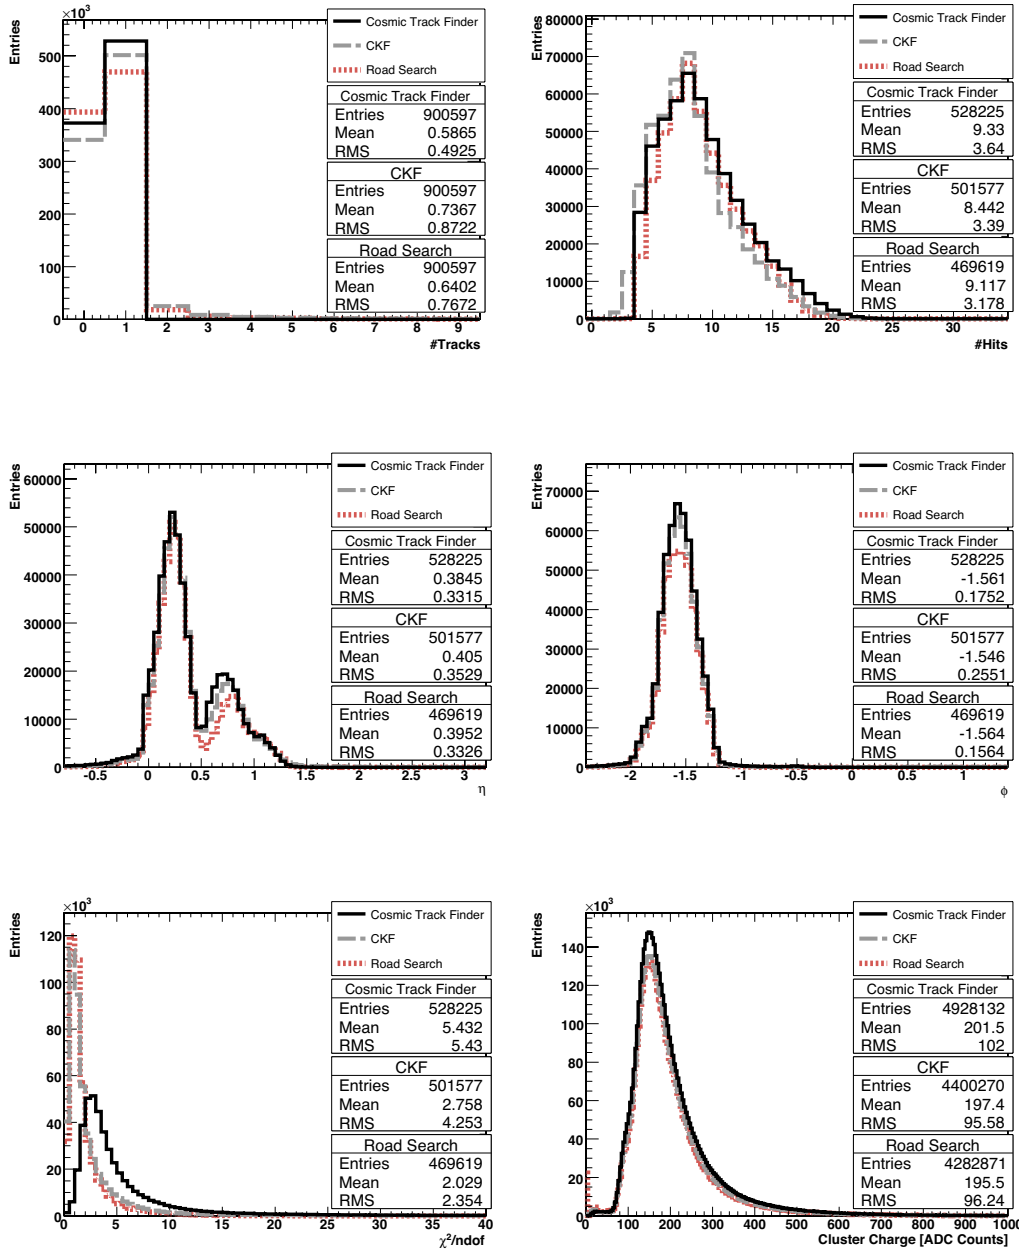 ×10³
Entries
500
400
300
200
100
0
0 1 2 3 4 5 6 7 8 9
#Tracks
Cosmic Track Finder
CKF
Road Search
Cosmic Track Finder
Entries 900597
Mean 0.5865
RMS 0.4925
CKF
Entries 900597
Mean 0.7367
RMS 0.8722
Road Search
Entries 900597
Mean 0.6402
RMS 0.7672
Entries
80000
70000
60000
50000
40000
30000
20000
10000
0
0 5 10 15 20 25 30
#Hits
Cosmic Track Finder
CKF
Road Search
Cosmic Track Finder
Entries 528225
Mean 9.33
RMS 3.64
CKF
Entries 501577
Mean 8.442
RMS 3.39
Road Search
Entries 469619
Mean 9.117
RMS 3.178
Entries
60000
50000
40000
30000
20000
10000
0
-0.5 0 0.5 1 1.5 2 2.5 3
η
Cosmic Track Finder
CKF
Road Search
Cosmic Track Finder
Entries 528225
Mean 0.3845
RMS 0.3315
CKF
Entries 501577
Mean 0.405
RMS 0.3529
Road Search
Entries 469619
Mean 0.3952
RMS 0.3326
Entries
70000
60000
50000
40000
30000
20000
10000
0
-2 -1.5 -1 -0.5 0 0.5 1
ϕ
Cosmic Track Finder
CKF
Road Search
Cosmic Track Finder
Entries 528225
Mean -1.561
RMS 0.1752
CKF
Entries 501577
Mean -1.546
RMS 0.2551
Road Search
Entries 469619
Mean -1.564
RMS 0.1564
×10³
Entries
120
100
80
60
40
20
0
0 5 10 15 20 25 30 35 40
χ²/ndof
Cosmic Track Finder
CKF
Road Search
Cosmic Track Finder
Entries 528225
Mean 5.432
RMS 5.43
CKF
Entries 501577
Mean 2.758
RMS 4.253
Road Search
Entries 469619
Mean 2.029
RMS 2.354
×10³
Entries
140
120
100
80
60
40
20
0
0 100 200 300 400 500 600 700 800 900 1000
Cluster Charge [ADC Counts]
Cosmic Track Finder
CKF
Road Search
Cosmic Track Finder
Entries 4928132
Mean 201.5
RMS 102
CKF
Entries 4400270
Mean 197.4
RMS 95.58
Road Search
Entries 4282871
Mean 195.5
RMS 96.24